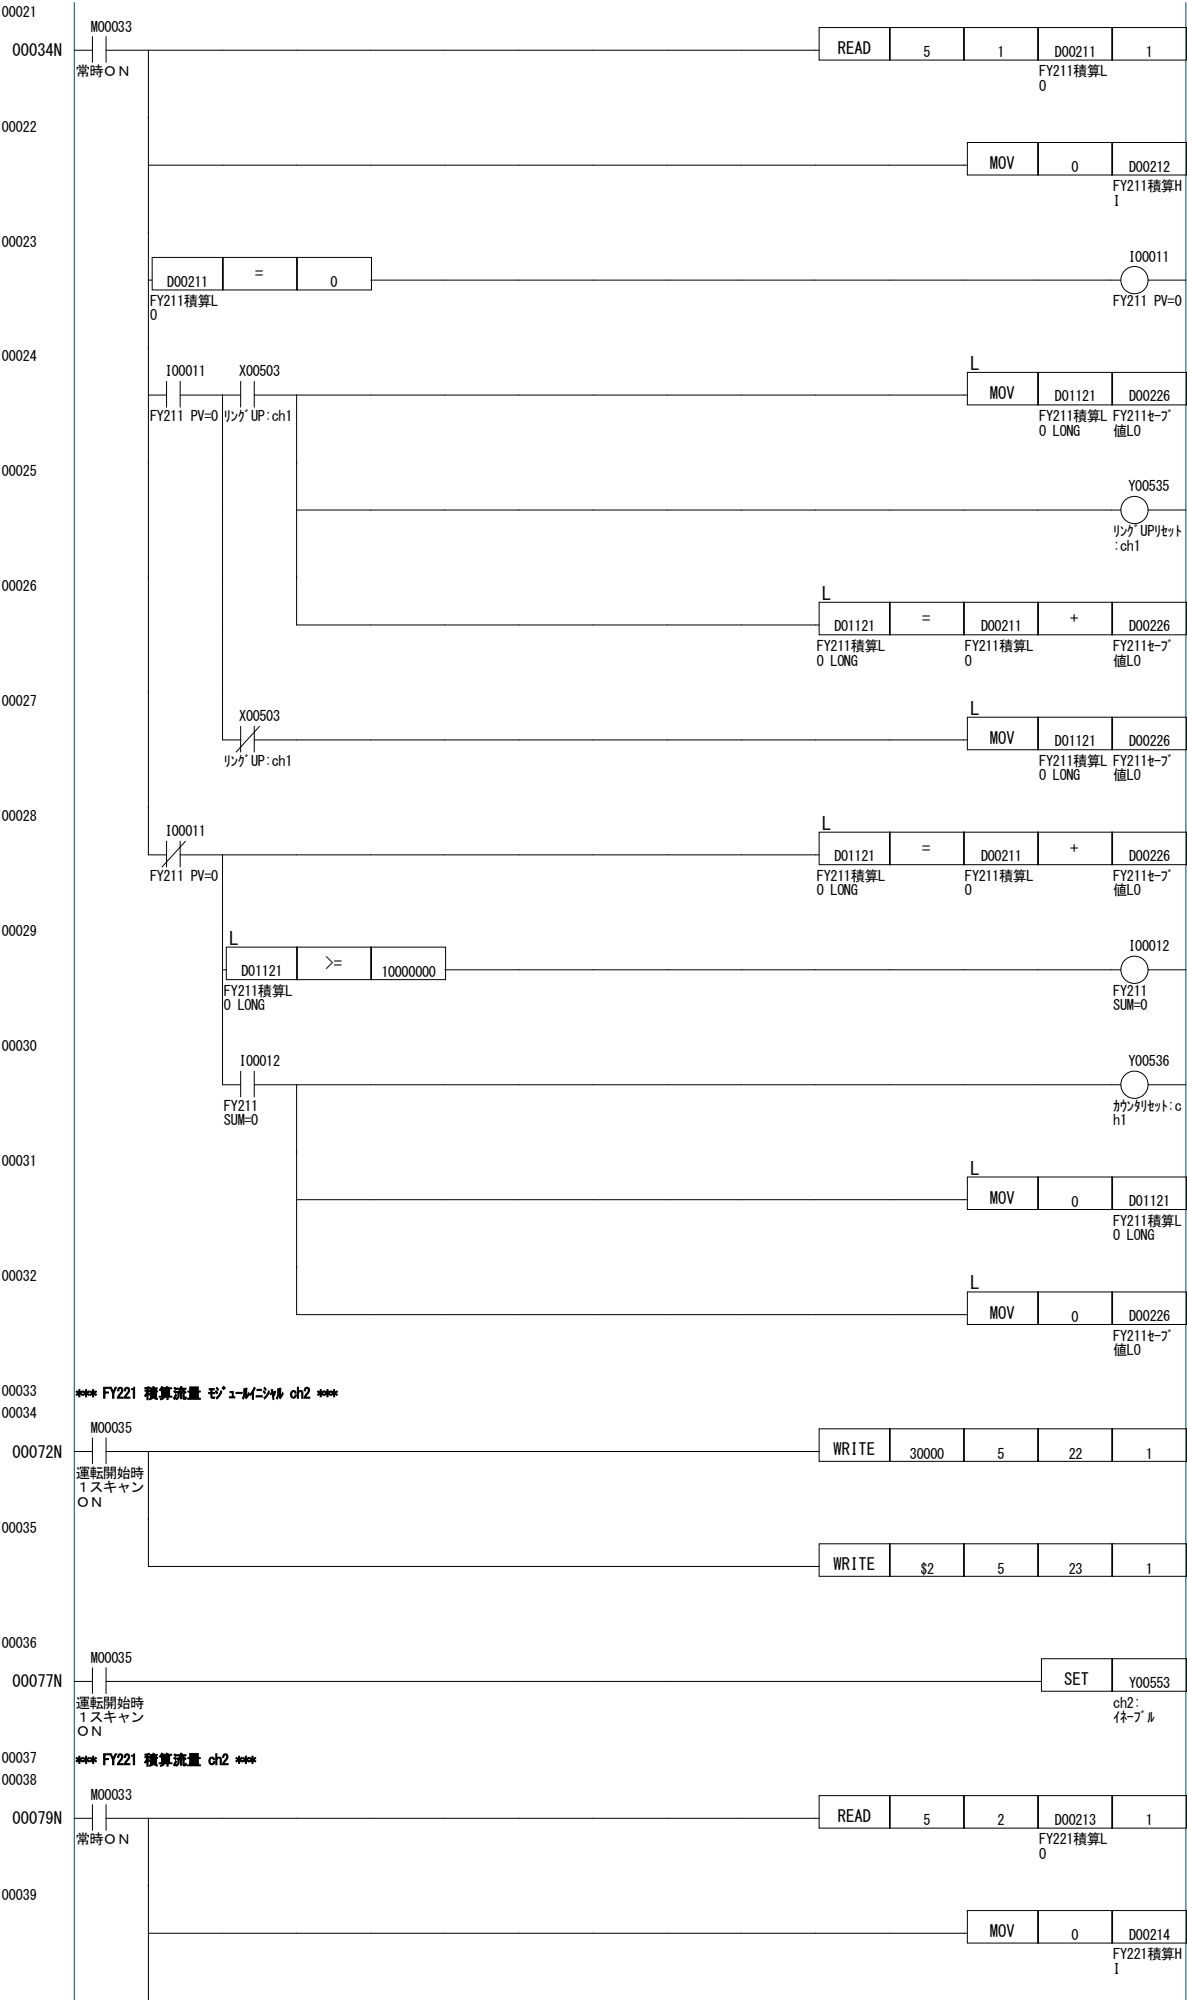 00021
M00033
00034N
READ 5 1 D00211 1
常時ON
FY211積算L
O
00022
MOV 0 D00212
FY211積算H
I
00023
D00211 = 0
I00011
FY211積算L
O
FY211 PV=0
00024
I00011 X00503
L
MOV D01121 D00226
FY211 PV=0 ﾘﾝｸﾞUP:ch1
FY211積算L FY211ｾｰﾌﾞ
O LONG 値LO
00025
Y00535
ﾘﾝｸﾞUPﾘｾｯﾄ
:ch1
00026
L
D01121 = D00211 + D00226
FY211積算L FY211積算L FY211ｾｰﾌﾞ
O LONG O 値LO
00027
X00503
L
MOV D01121 D00226
ﾘﾝｸﾞUP:ch1
FY211積算L FY211ｾｰﾌﾞ
O LONG 値LO
00028
I00011
L
D01121 = D00211 + D00226
FY211 PV=0
FY211積算L FY211積算L FY211ｾｰﾌﾞ
O LONG O 値LO
00029
L
D01121 >= 10000000
I00012
FY211積算L
O LONG
FY211
SUM=0
00030
I00012
Y00536
FY211
SUM=0
ｶｳﾝﾀﾘｾｯﾄ:c
h1
00031
L
MOV 0 D01121
FY211積算L
O LONG
00032
L
MOV 0 D00226
FY211ｾｰﾌﾞ
値LO
00033
*** FY221 積算流量 ﾓｼﾞｭｰﾙｲﾆｼｬﾙ ch2 ***
00034
M00035
00072N
WRITE 30000 5 22 1
運転開始時
1スキャン
ON
00035
WRITE $2 5 23 1
00036
M00035
00077N
SET Y00553
運転開始時
1スキャン
ON
ch2:
ｲﾈｰﾌﾞﾙ
00037
*** FY221 積算流量 ch2 ***
00038
M00033
00079N
READ 5 2 D00213 1
常時ON
FY221積算L
O
00039
MOV 0 D00214
FY221積算H
I